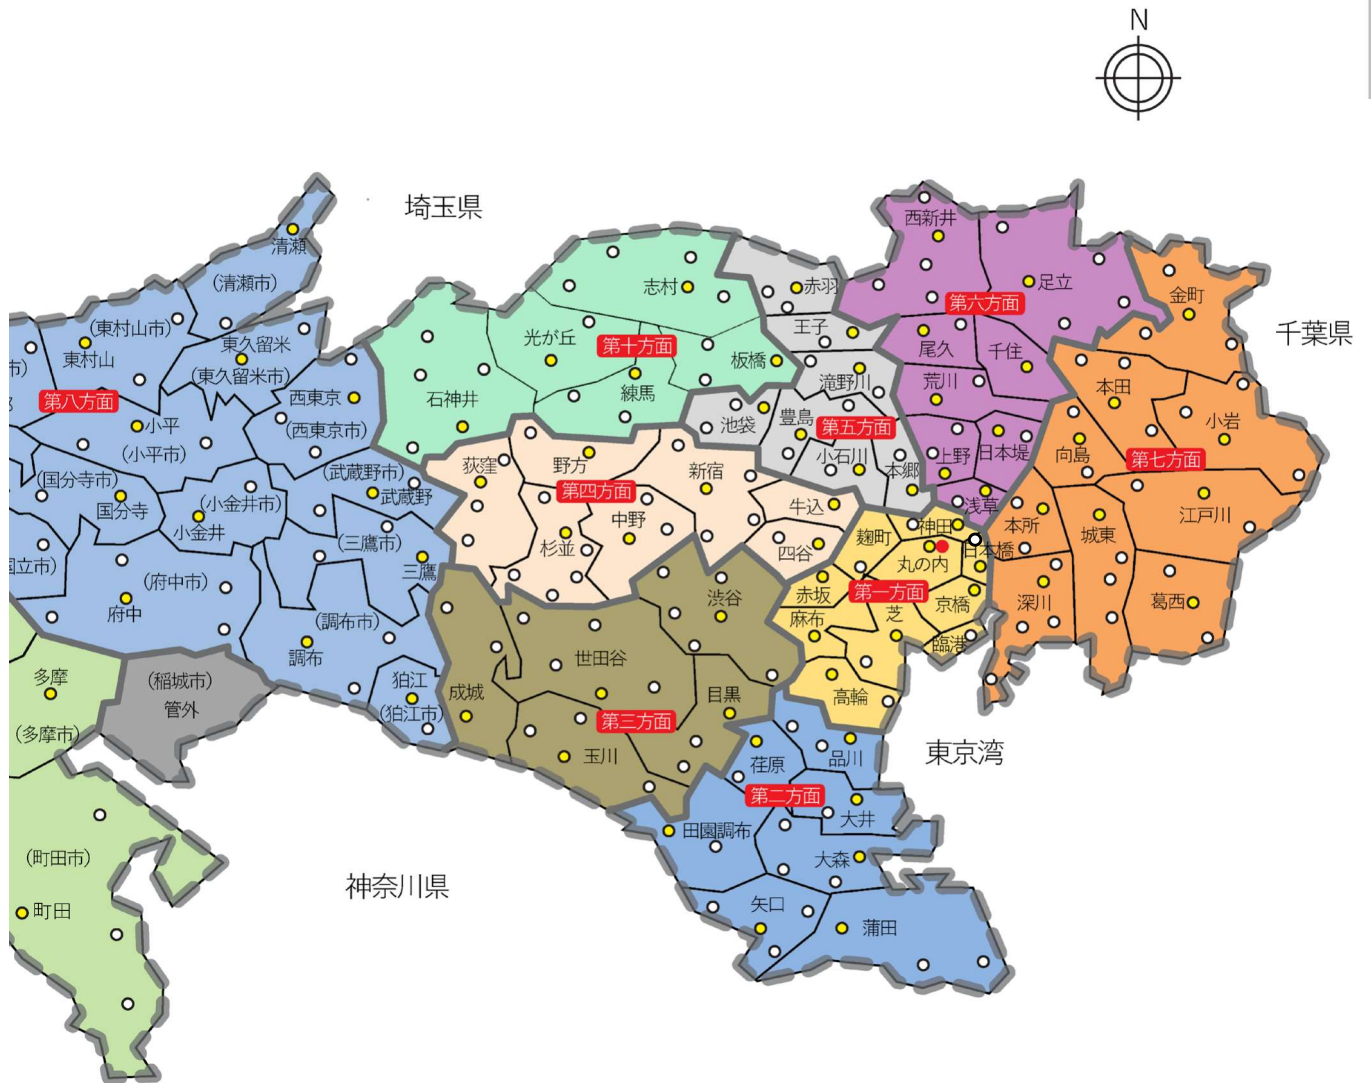 N
埼玉県
千葉県
東京湾
神奈川県
清瀬
(清瀬市)
(東村山市)
東村山
東久留米
(東久留米市)
第八方面
西東京
(西東京市)
小平
(小平市)
(国分寺市)
国分寺
(小金井市)
小金井
(武蔵野市)
武蔵野
(三鷹市)
三鷹
国立市)
(府中市)
府中
(調布市)
調布
狛江
(狛江市)
多摩
(多摩市)
(稲城市)
管外
(町田市)
町田
志村
光が丘
第十方面
板橋
練馬
石神井
赤羽
王子
滝野川
池袋
豊島
第五方面
小石川
本郷
西新井
足立
第六方面
尾久
千住
荒川
上野
日本堤
浅草
金町
本田
小岩
向島
第七方面
本所
城東
江戸川
深川
葛西
荻窪
野方
新宿
第四方面
杉並
中野
牛込
四谷
麹町
神田
日本橋
丸の内
赤坂
第一方面
京橋
麻布
芝
臨港
高輪
渋谷
世田谷
成城
目黒
第三方面
玉川
荏原
品川
第二方面
田園調布
大井
大森
矢口
蒲田